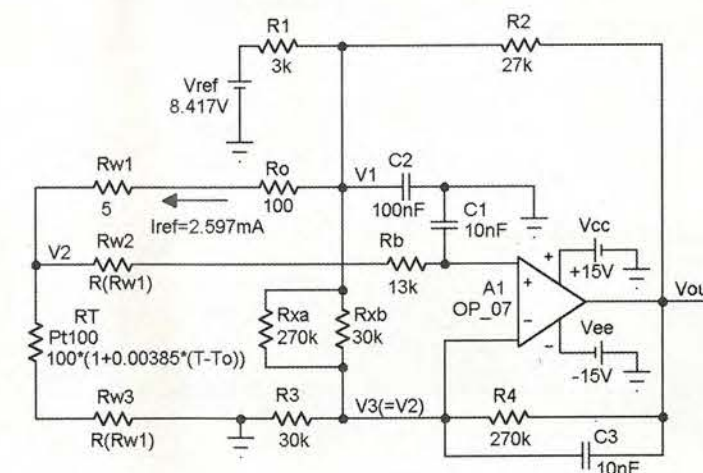 R1
3k
R2
27k
Vref
8.417V
Rw1
5
Ro
100
V1
C2
100nF
C1
10nF
Iref=2.597mA
V2
Rw2
R(Rw1)
Rb
13k
A1
OP_07
+
−
+
−
Vcc
+15V
Vee
-15V
RT
Pt100
100*(1+0.00385*(T-To))
Rxa
270k
Rxb
30k
Rw3
R(Rw1)
R3
30k
V3(=V2)
R4
270k
C3
10nF